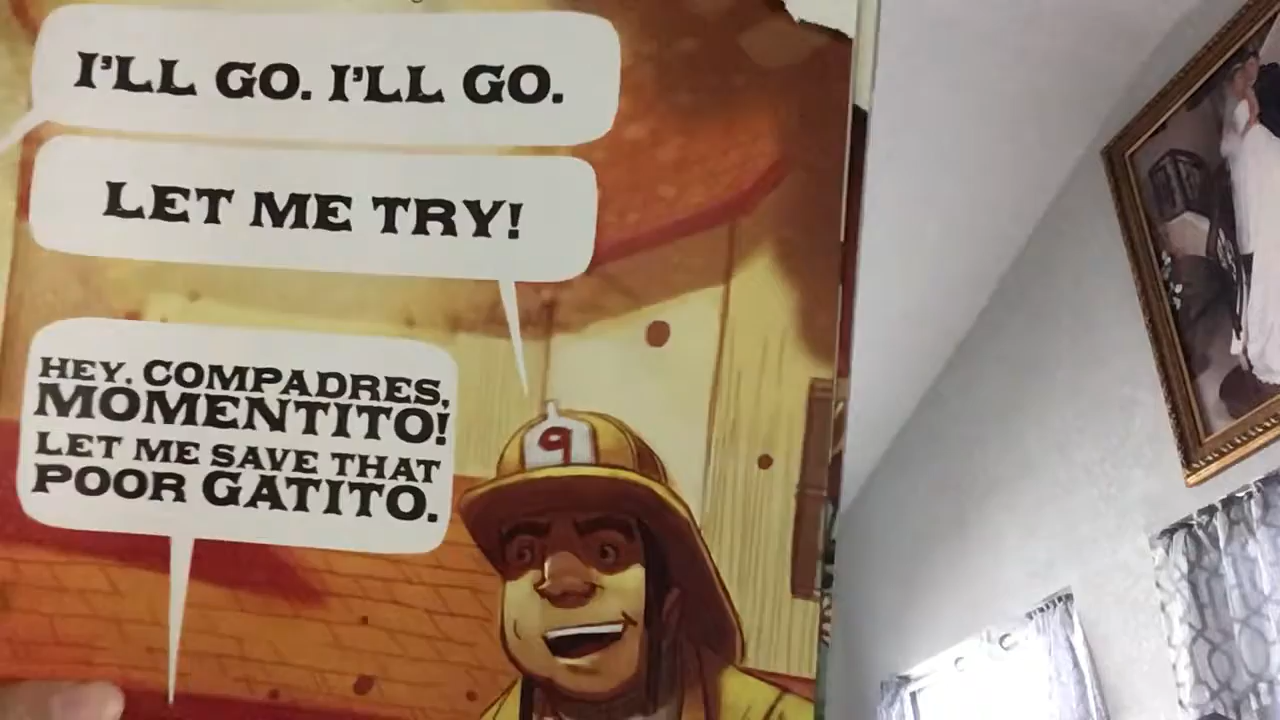 I'LL GO. I'LL GO.
LET ME TRY!
HEY, COMPADRES,
MOMENTITO!
LET ME SAVE THAT
POOR GATITO.
9